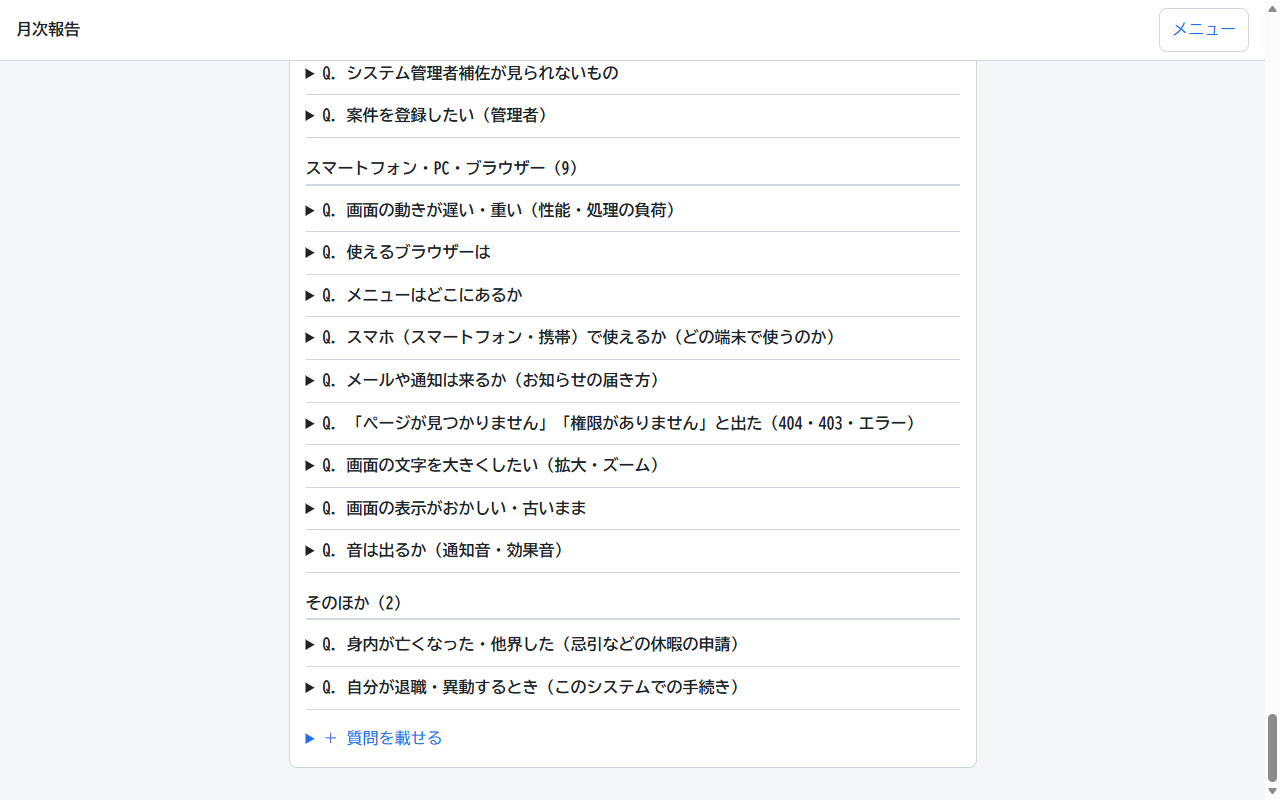 月次報告
メニュー
▶ Q. システム管理者補佐が見られないもの
▶ Q. 案件を登録したい（管理者）
スマートフォン・PC・ブラウザー（9）
▶ Q. 画面の動きが遅い・重い（性能・処理の負荷）
▶ Q. 使えるブラウザーは
▶ Q. メニューはどこにあるか
▶ Q. スマホ（スマートフォン・携帯）で使えるか（どの端末で使うのか）
▶ Q. メールや通知は来るか（お知らせの届き方）
▶ Q. 「ページが見つかりません」「権限がありません」と出た（404・403・エラー）
▶ Q. 画面の文字を大きくしたい（拡大・ズーム）
▶ Q. 画面の表示がおかしい・古いまま
▶ Q. 音は出るか（通知音・効果音）
そのほか（2）
▶ Q. 身内が亡くなった・他界した（忌引などの休暇の申請）
▶ Q. 自分が退職・異動するとき（このシステムでの手続き）
▶ ＋ 質問を載せる